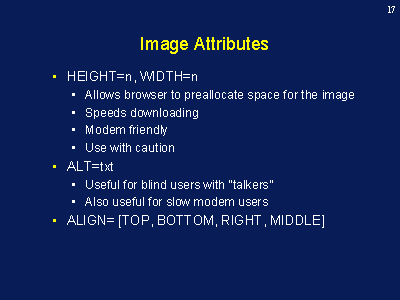 17
Image Attributes
• HEIGHT=n, WIDTH=n
• Allows browser to preallocate space for the image
• Speeds downloading
• Modem friendly
• Use with caution
• ALT=txt
• Useful for blind users with "talkers"
• Also useful for slow modem users
• ALIGN= [TOP, BOTTOM, RIGHT, MIDDLE]